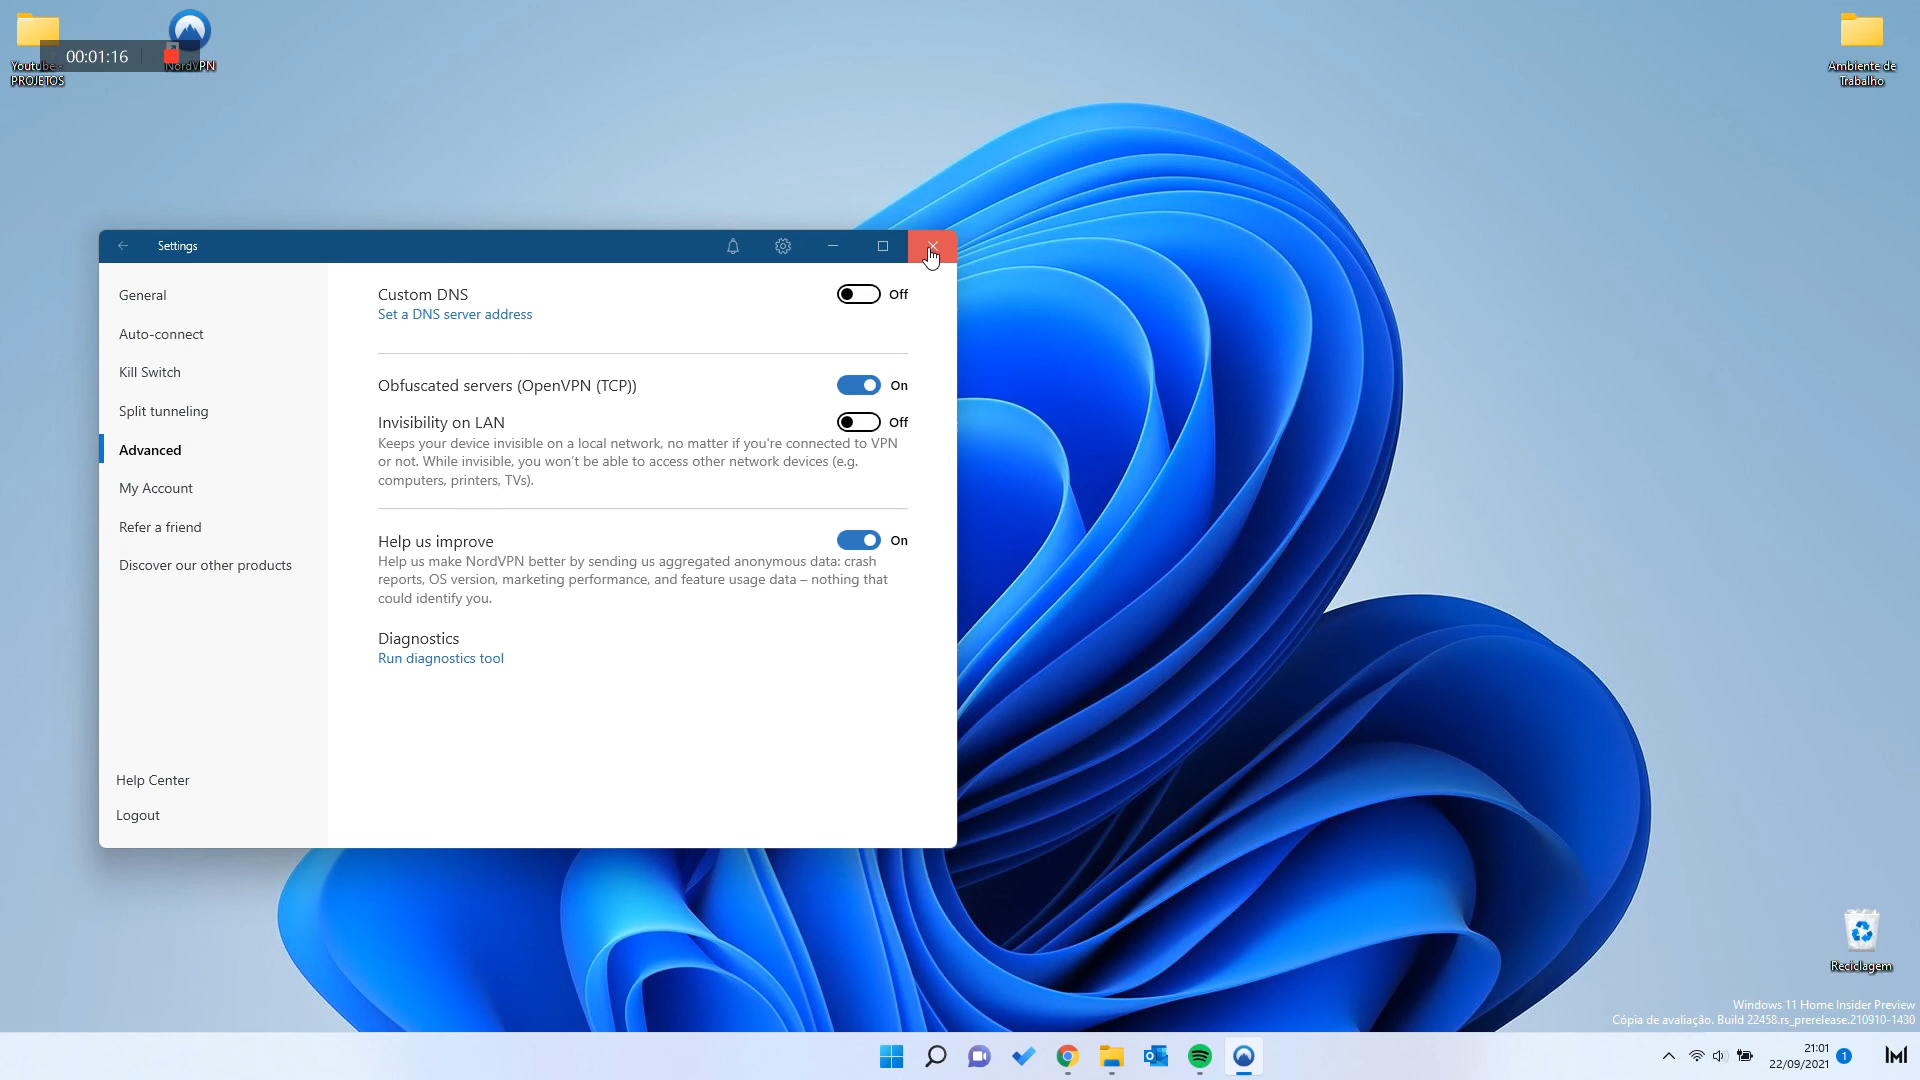 00:01:16
Youtube -
PROJETOS
NordVPN
Ambiente de
Trabalho
Settings
General
Auto-connect
Kill Switch
Split tunneling
Advanced
My Account
Refer a friend
Discover our other products
Help Center
Logout
Custom DNS
Off
Set a DNS server address
Obfuscated servers (OpenVPN (TCP))
On
Invisibility on LAN
Off
Keeps your device invisible on a local network, no matter if you're connected to VPN
or not. While invisible, you won't be able to access other network devices (e.g.
computers, printers, TVs).
Help us improve
On
Help us make NordVPN better by sending us aggregated anonymous data: crash
reports, OS version, marketing performance, and feature usage data – nothing that
could identify you.
Diagnostics
Run diagnostics tool
Reciclagem
Windows 11 Home Insider Preview
Cópia de avaliação. Build 22458.rs_prerelease.210910-1430
21:01
22/09/2021
1